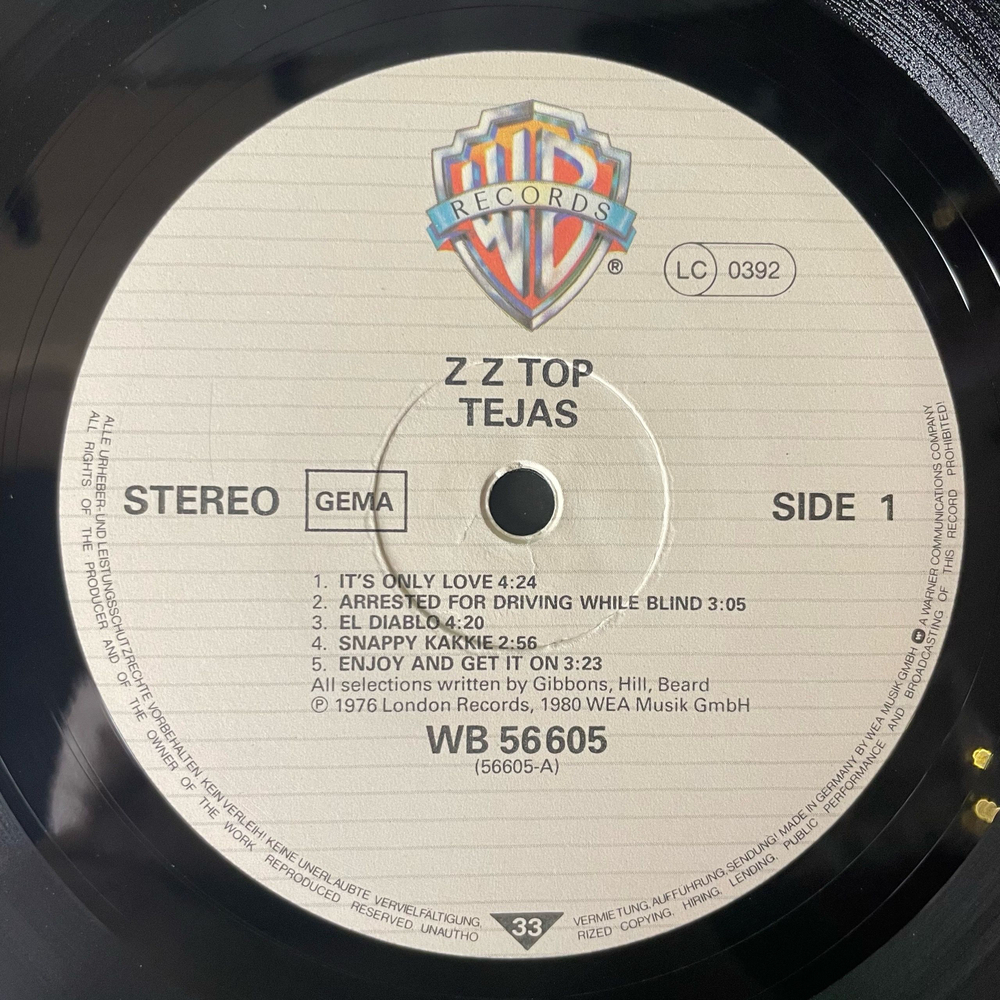 WB
RECORDS
®
LC 0392
Z Z TOP
TEJAS
STEREO GEMA SIDE 1
1. IT'S ONLY LOVE 4:24
2. ARRESTED FOR DRIVING WHILE BLIND 3:05
3. EL DIABLO 4:20
4. SNAPPY KAKKIE 2:56
5. ENJOY AND GET IT ON 3:23
All selections written by Gibbons, Hill, Beard
℗ 1976 London Records, 1980 WEA Musik GmbH
WB 56605
(56605-A)
33
ALLE URHEBER- UND LEISTUNGSSCHUTZRECHTE VORBEHALTEN KEIN VERLEIH! KEINE UNERLAUBTE VERVIELFÄLTIGUNG, VERMIETUNG, AUFFÜHRUNG, SENDUNG! MADE IN GERMANY BY WEA MUSIK GMBH A WARNER COMMUNICATIONS COMPANY
ALL RIGHTS OF THE PRODUCER AND OF THE OWNER OF THE WORK REPRODUCED RESERVED UNAUTHORIZED COPYING, HIRING, LENDING, PUBLIC PERFORMANCE AND BROADCASTING OF THIS RECORD PROHIBITED!